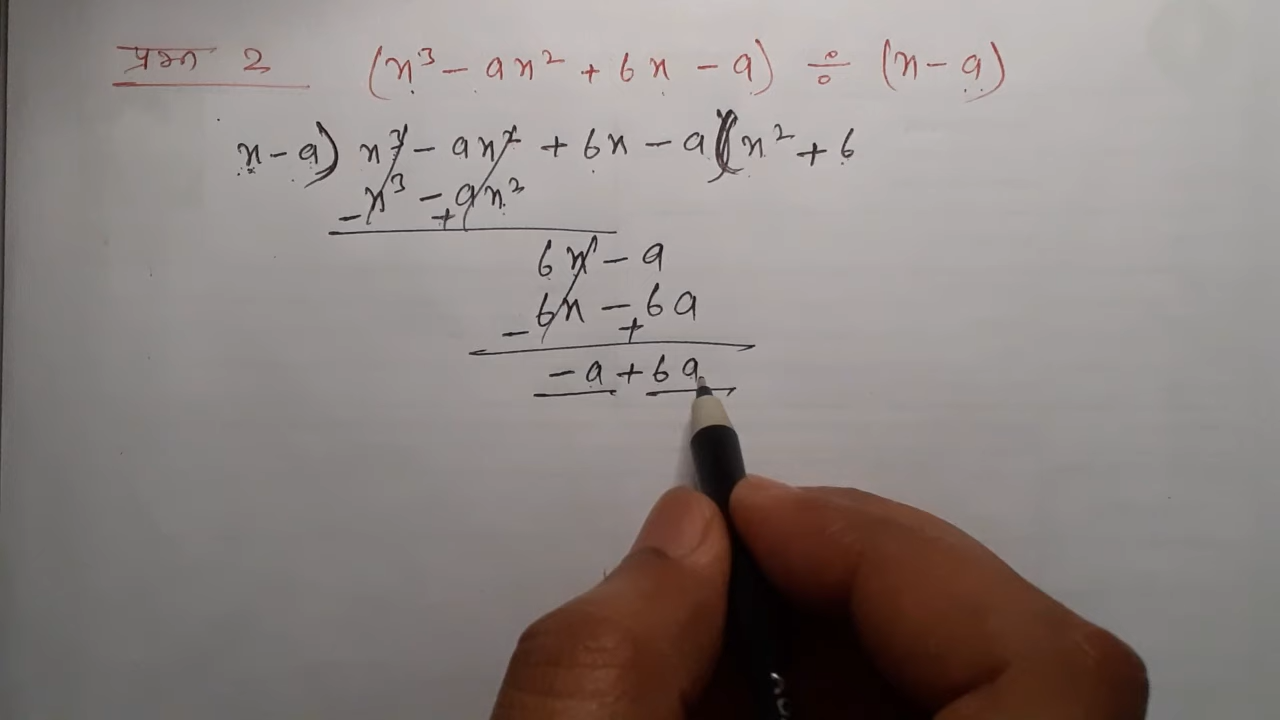 प्रश्न 2 (x³ - ax² + 6x - a) ÷ (x - a)
x - a) x³ - ax² + 6x - a (x² + 6
x³ - ax²
- +
6x - a
6x - 6a
- +
- a + 6a